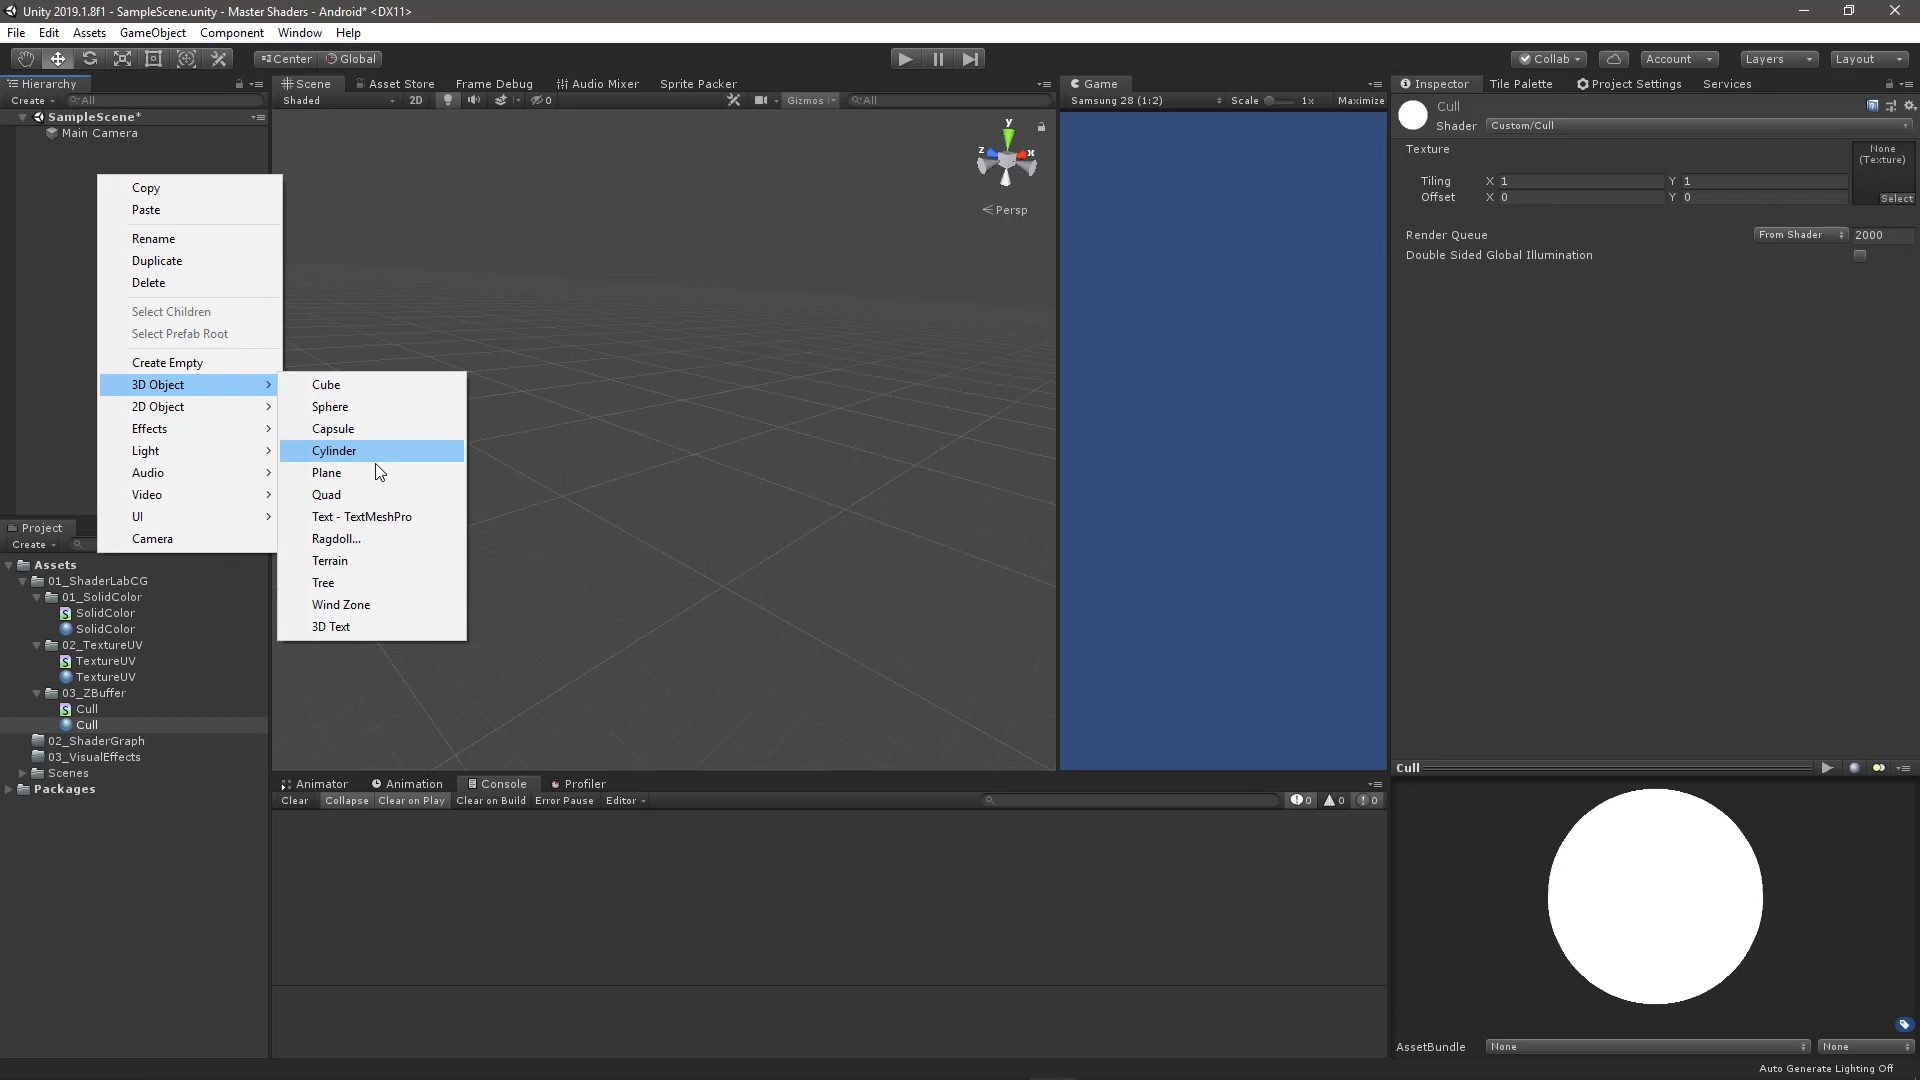 Unity 2019.1.8f1 - SampleScene.unity - Master Shaders - Android* <DX11>
File Edit Assets GameObject Component Window Help
Center Global Collab Account Layers Layout
Hierarchy
Create All
SampleScene*
Main Camera
Copy
Paste
Rename
Duplicate
Delete
Select Children
Select Prefab Root
Create Empty
3D Object
2D Object
Effects
Light
Audio
Video
UI
Camera
Cube
Sphere
Capsule
Cylinder
Plane
Quad
Text - TextMeshPro
Ragdoll...
Terrain
Tree
Wind Zone
3D Text
Project
Create
Assets
01_ShaderLabCG
01_SolidColor
SolidColor
SolidColor
02_TextureUV
TextureUV
TextureUV
03_ZBuffer
Cull
Cull
02_ShaderGraph
03_VisualEffects
Scenes
Packages
Scene Asset Store Frame Debug Audio Mixer Sprite Packer
Shaded 2D 0 Gizmos All
y
z x
Persp
Game
Samsung 28 (1:2) Scale 1x Maximize
Animator Animation Console Profiler
Clear Collapse Clear on Play Clear on Build Error Pause Editor 0 0 0
Inspector Tile Palette Project Settings Services
Cull
Shader Custom/Cull
Texture None
(Texture)
Tiling X 1 Y 1
Offset X 0 Y 0 Select
Render Queue From Shader 2000
Double Sided Global Illumination
Cull
AssetBundle None None
Auto Generate Lighting Off